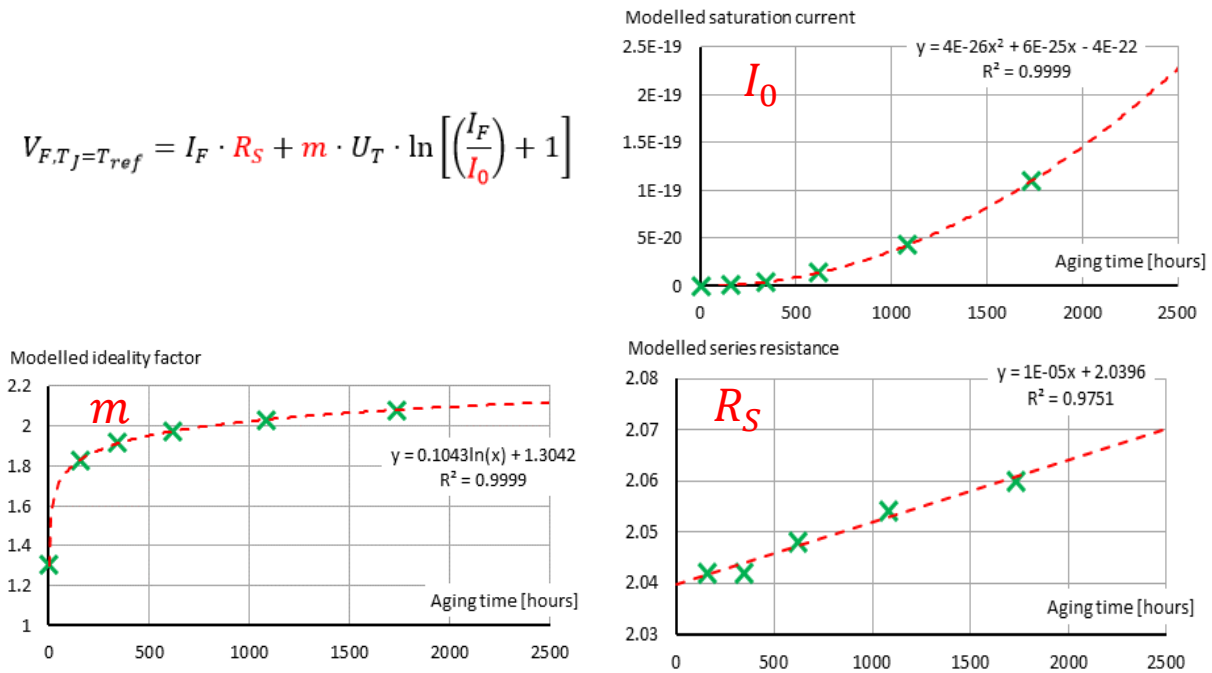 V_{F,T_J=T_{ref}} = I_F · R_S + m · U_T · ln[(I_F/I_0) + 1]
Modelled saturation current
2.5E-19
2E-19
1.5E-19
1E-19
5E-20
0
y = 4E-26x² + 6E-25x - 4E-22
R² = 0.9999
I₀
Aging time [hours]
0 500 1000 1500 2000 2500
Modelled ideality factor
2.2
2
1.8
1.6
1.4
1.2
1
m
y = 0.1043ln(x) + 1.3042
R² = 0.9999
Aging time [hours]
0 500 1000 1500 2000 2500
Modelled series resistance
2.08
2.07
2.06
2.05
2.04
2.03
y = 1E-05x + 2.0396
R² = 0.9751
R_S
Aging time [hours]
0 500 1000 1500 2000 2500